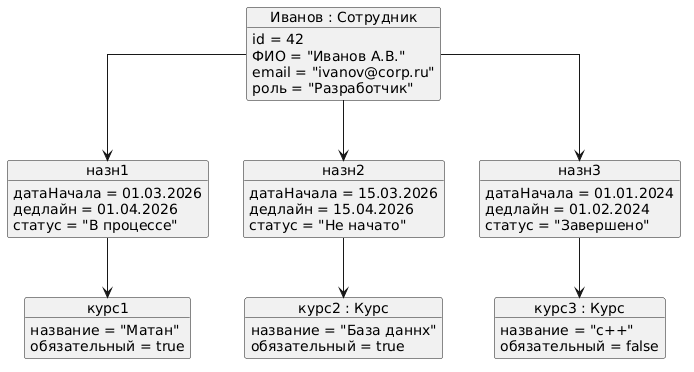 Иванов : Сотрудник
id = 42
ФИО = "Иванов А.В."
email = "ivanov@corp.ru"
роль = "Разработчик"
назн1
датаНачала = 01.03.2026
дедлайн = 01.04.2026
статус = "В процессе"
назн2
датаНачала = 15.03.2026
дедлайн = 15.04.2026
статус = "Не начато"
назн3
датаНачала = 01.01.2024
дедлайн = 01.02.2024
статус = "Завершено"
курс1
название = "Матан"
обязательный = true
курс2 : Курс
название = "База даннх"
обязательный = true
курс3 : Курс
название = "c++"
обязательный = false